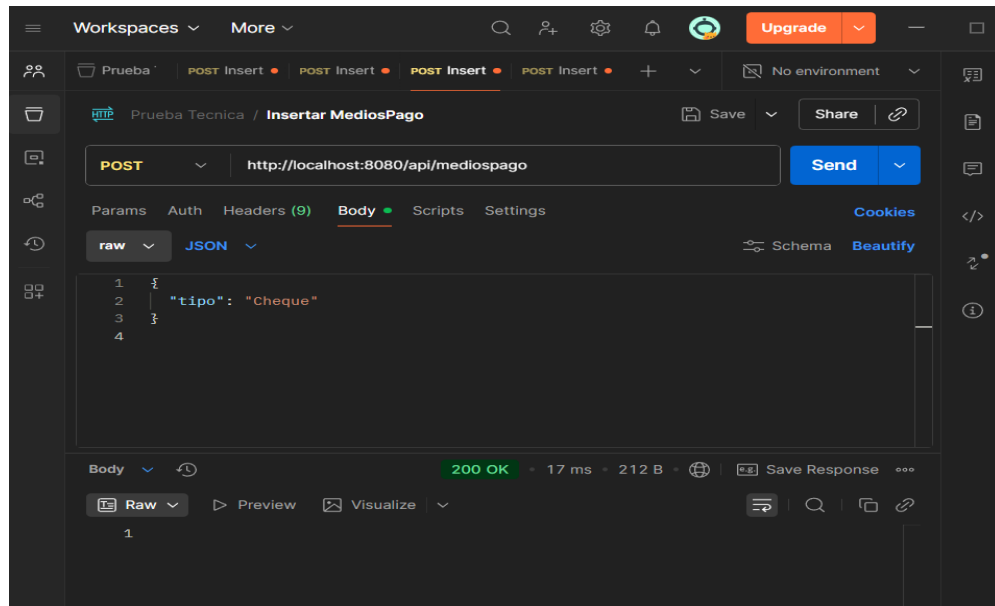 Workspaces More Upgrade
Prueba POST Insert POST Insert POST Insert POST Insert No environment
HTTP Prueba Tecnica / Insertar MediosPago Save Share
POST http://localhost:8080/api/mediospago Send
Params Auth Headers (9) Body Scripts Settings Cookies
raw JSON Schema Beautify
1 {
2 "tipo": "Cheque"
3 }
4
Body 200 OK 17 ms 212 B e.g. Save Response
Raw Preview Visualize
1